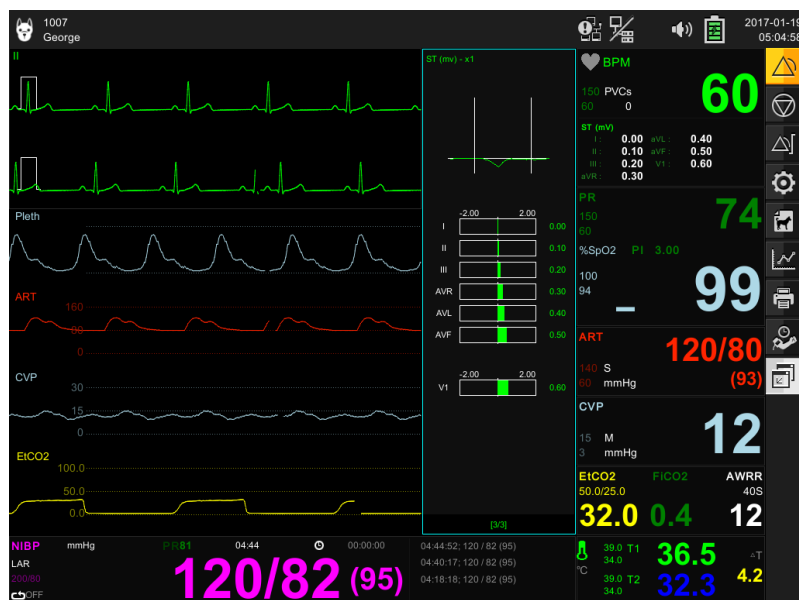 1007
George
2017-01-19
05:04:58
II
Pleth
ART
160
80
0
CVP
30
15
0
EtCO2
100.0
50.0
0.0
ST (mv) - x1
-2.00 2.00
I 0.00
II 0.10
III 0.20
AVR 0.30
AVL 0.40
AVF 0.50
-2.00 2.00
V1 0.60
[3/3]
BPM
150 PVCs
60 0
60
ST (mV)
I : 0.00 aVL : 0.40
II : 0.10 aVF : 0.50
III : 0.20 V1 : 0.60
aVR : 0.30
PR
150
60
74
%SpO2 PI 3.00
100
94
99
ART
140 S
60 mmHg
120/80
(93)
CVP
15 M
3 mmHg
12
EtCO2 FiCO2 AWRR
50.0/25.0 40S
32.0 0.4 12
NIBP mmHg PR81 04:44 00:00:00
LAR
200/80
OFF
120/82 (95)
04:44:52; 120 / 82 (95)
04:40:17; 120 / 82 (95)
04:18:18; 120 / 82 (95)
°C
39.0 T1
34.0
36.5
39.0 T2
34.0
32.3
△T
4.2